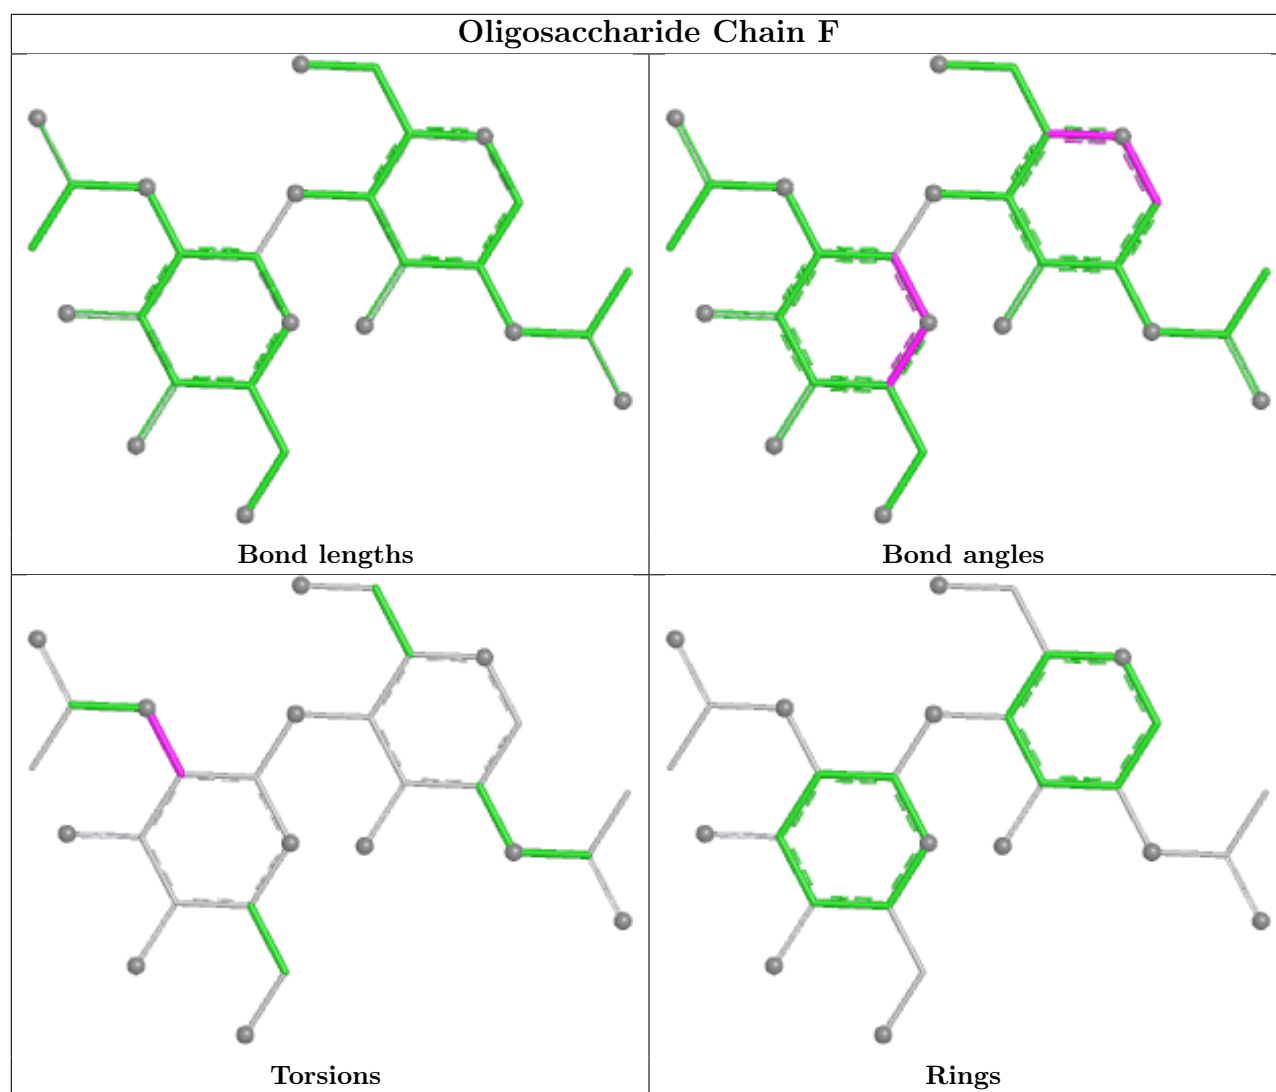 Oligosaccharide Chain F
Bond lengths
Bond angles
Torsions
Rings